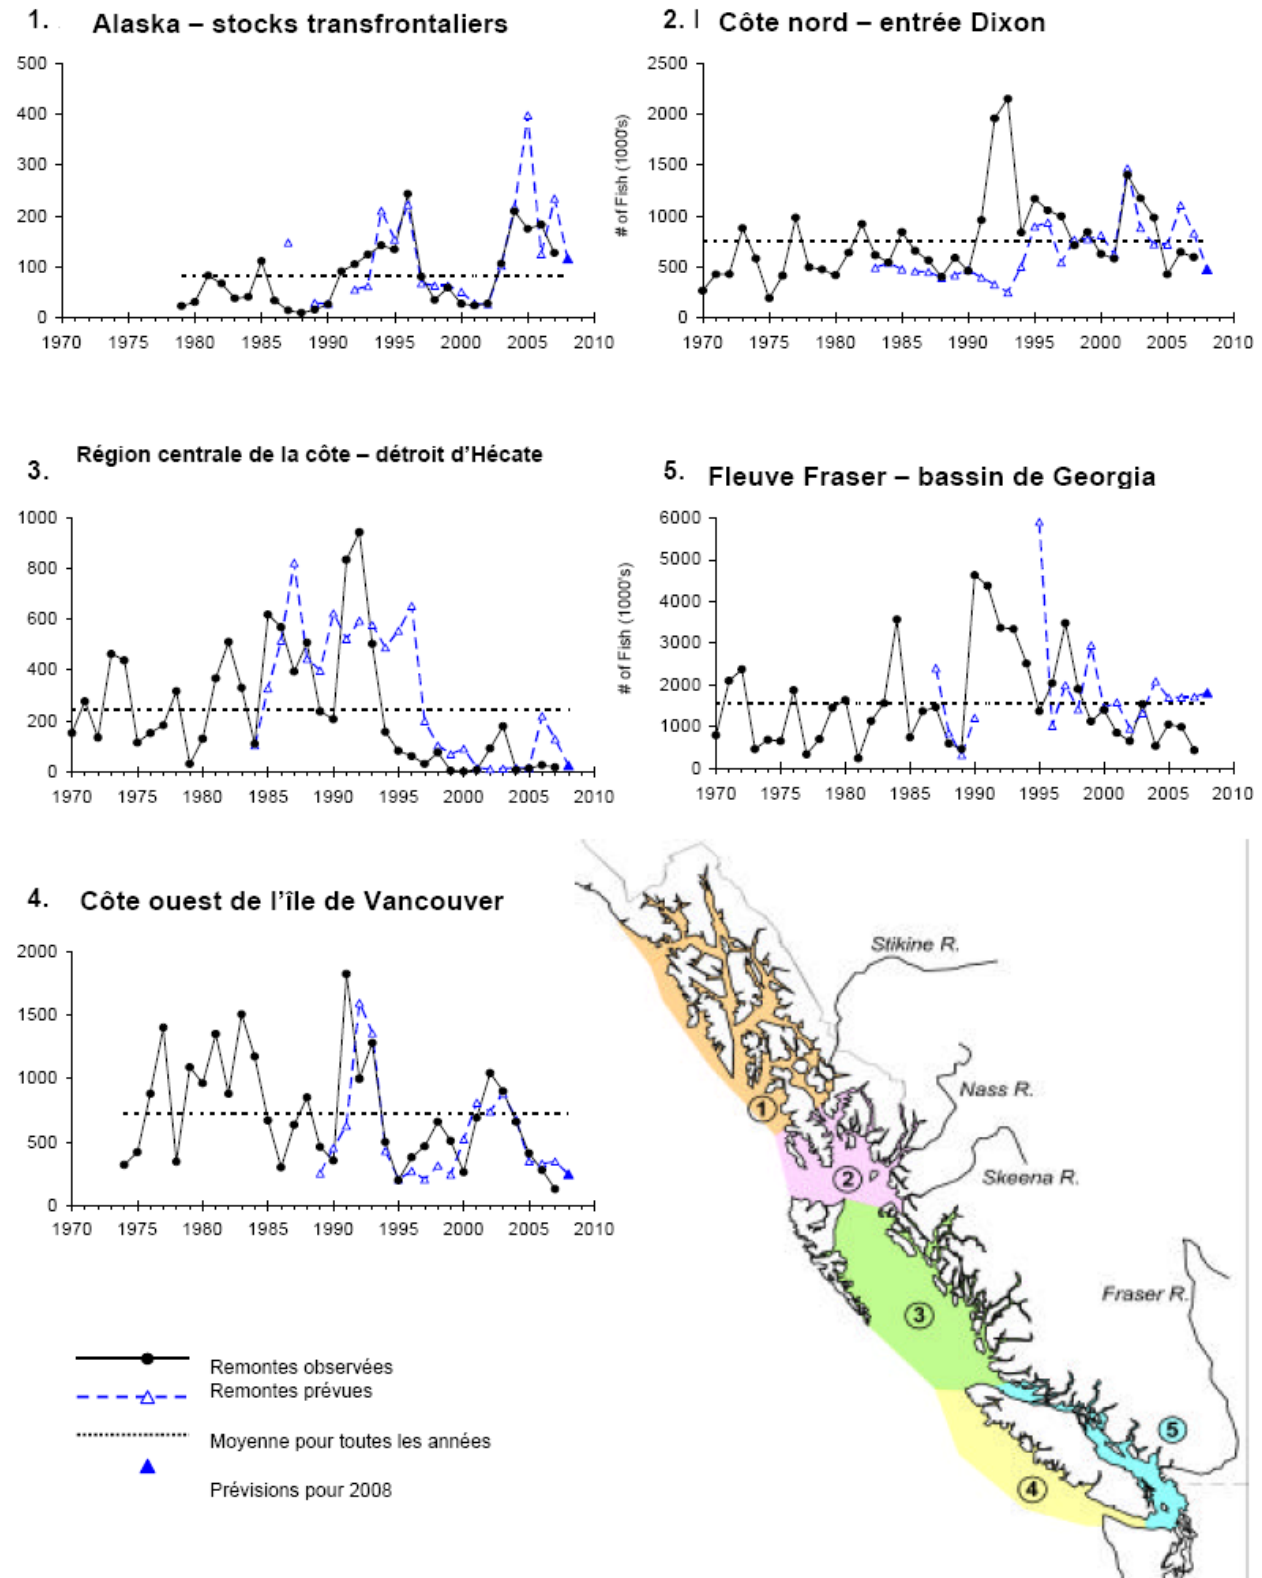 1. Alaska – stocks transfrontaliers
500
400
300
200
100
0
1970 1975 1980 1985 1990 1995 2000 2005 2010
2. | Côte nord – entrée Dixon
# of Fish (1000's)
2500
2000
1500
1000
500
0
1970 1975 1980 1985 1990 1995 2000 2005 2010
3. Région centrale de la côte – détroit d'Hécate
1000
800
600
400
200
0
1970 1975 1980 1985 1990 1995 2000 2005 2010
5. Fleuve Fraser – bassin de Georgia
# of Fish (1000's)
6000
5000
4000
3000
2000
1000
0
1970 1975 1980 1985 1990 1995 2000 2005 2010
4. Côte ouest de l'île de Vancouver
2000
1500
1000
500
0
1970 1975 1980 1985 1990 1995 2000 2005 2010
Remontes observées
Remontes prévues
Moyenne pour toutes les années
Prévisions pour 2008
Stikine R.
Nass R.
1
Skeena R.
2
Fraser R.
3
5
4